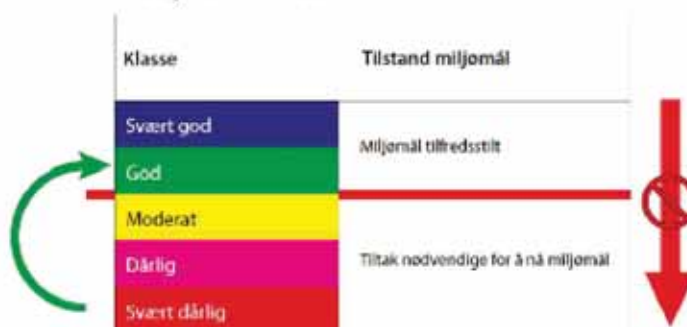 Klasse Tilstand miljømål
Svært god
Miljømål tilfredsstilt
God
Moderat
Dårlig
Tiltak nødvendige for å nå miljømål
Svært dårlig